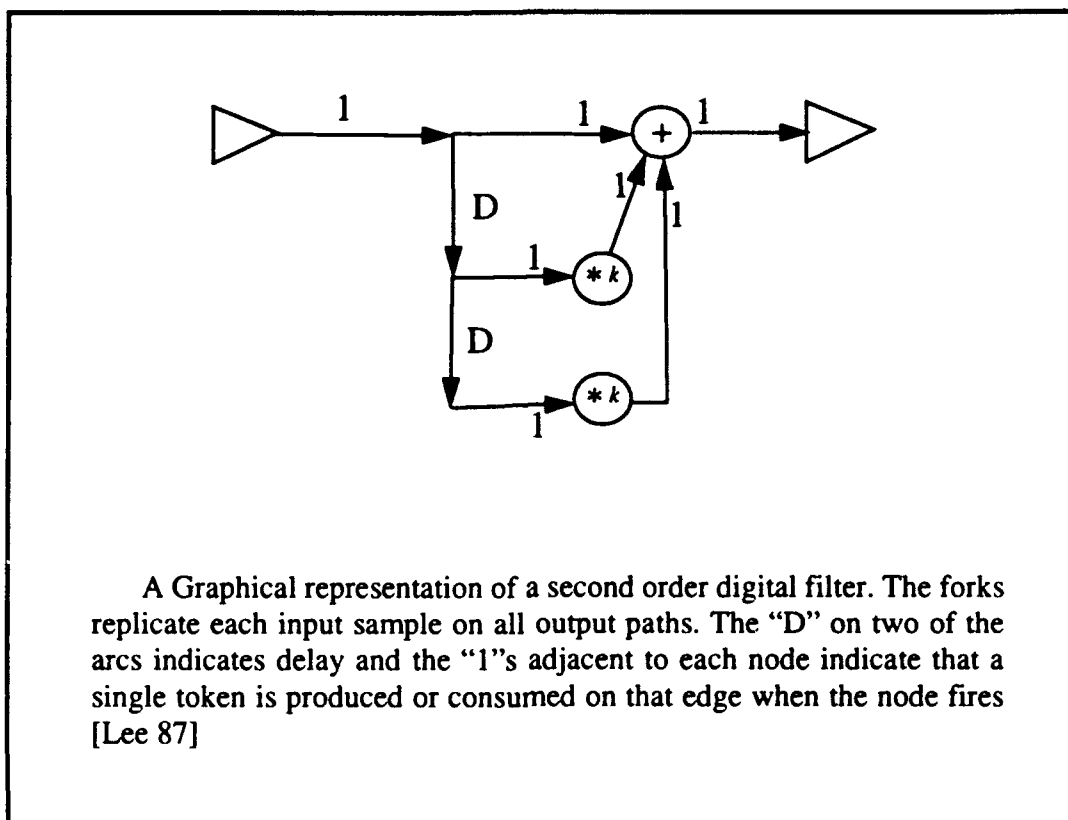 1
1
+
1
D
1
1
1
* k
D
* k
1
A Graphical representation of a second order digital filter. The forks
replicate each input sample on all output paths. The “D” on two of the
arcs indicates delay and the “1”s adjacent to each node indicate that a
single token is produced or consumed on that edge when the node fires
[Lee 87]